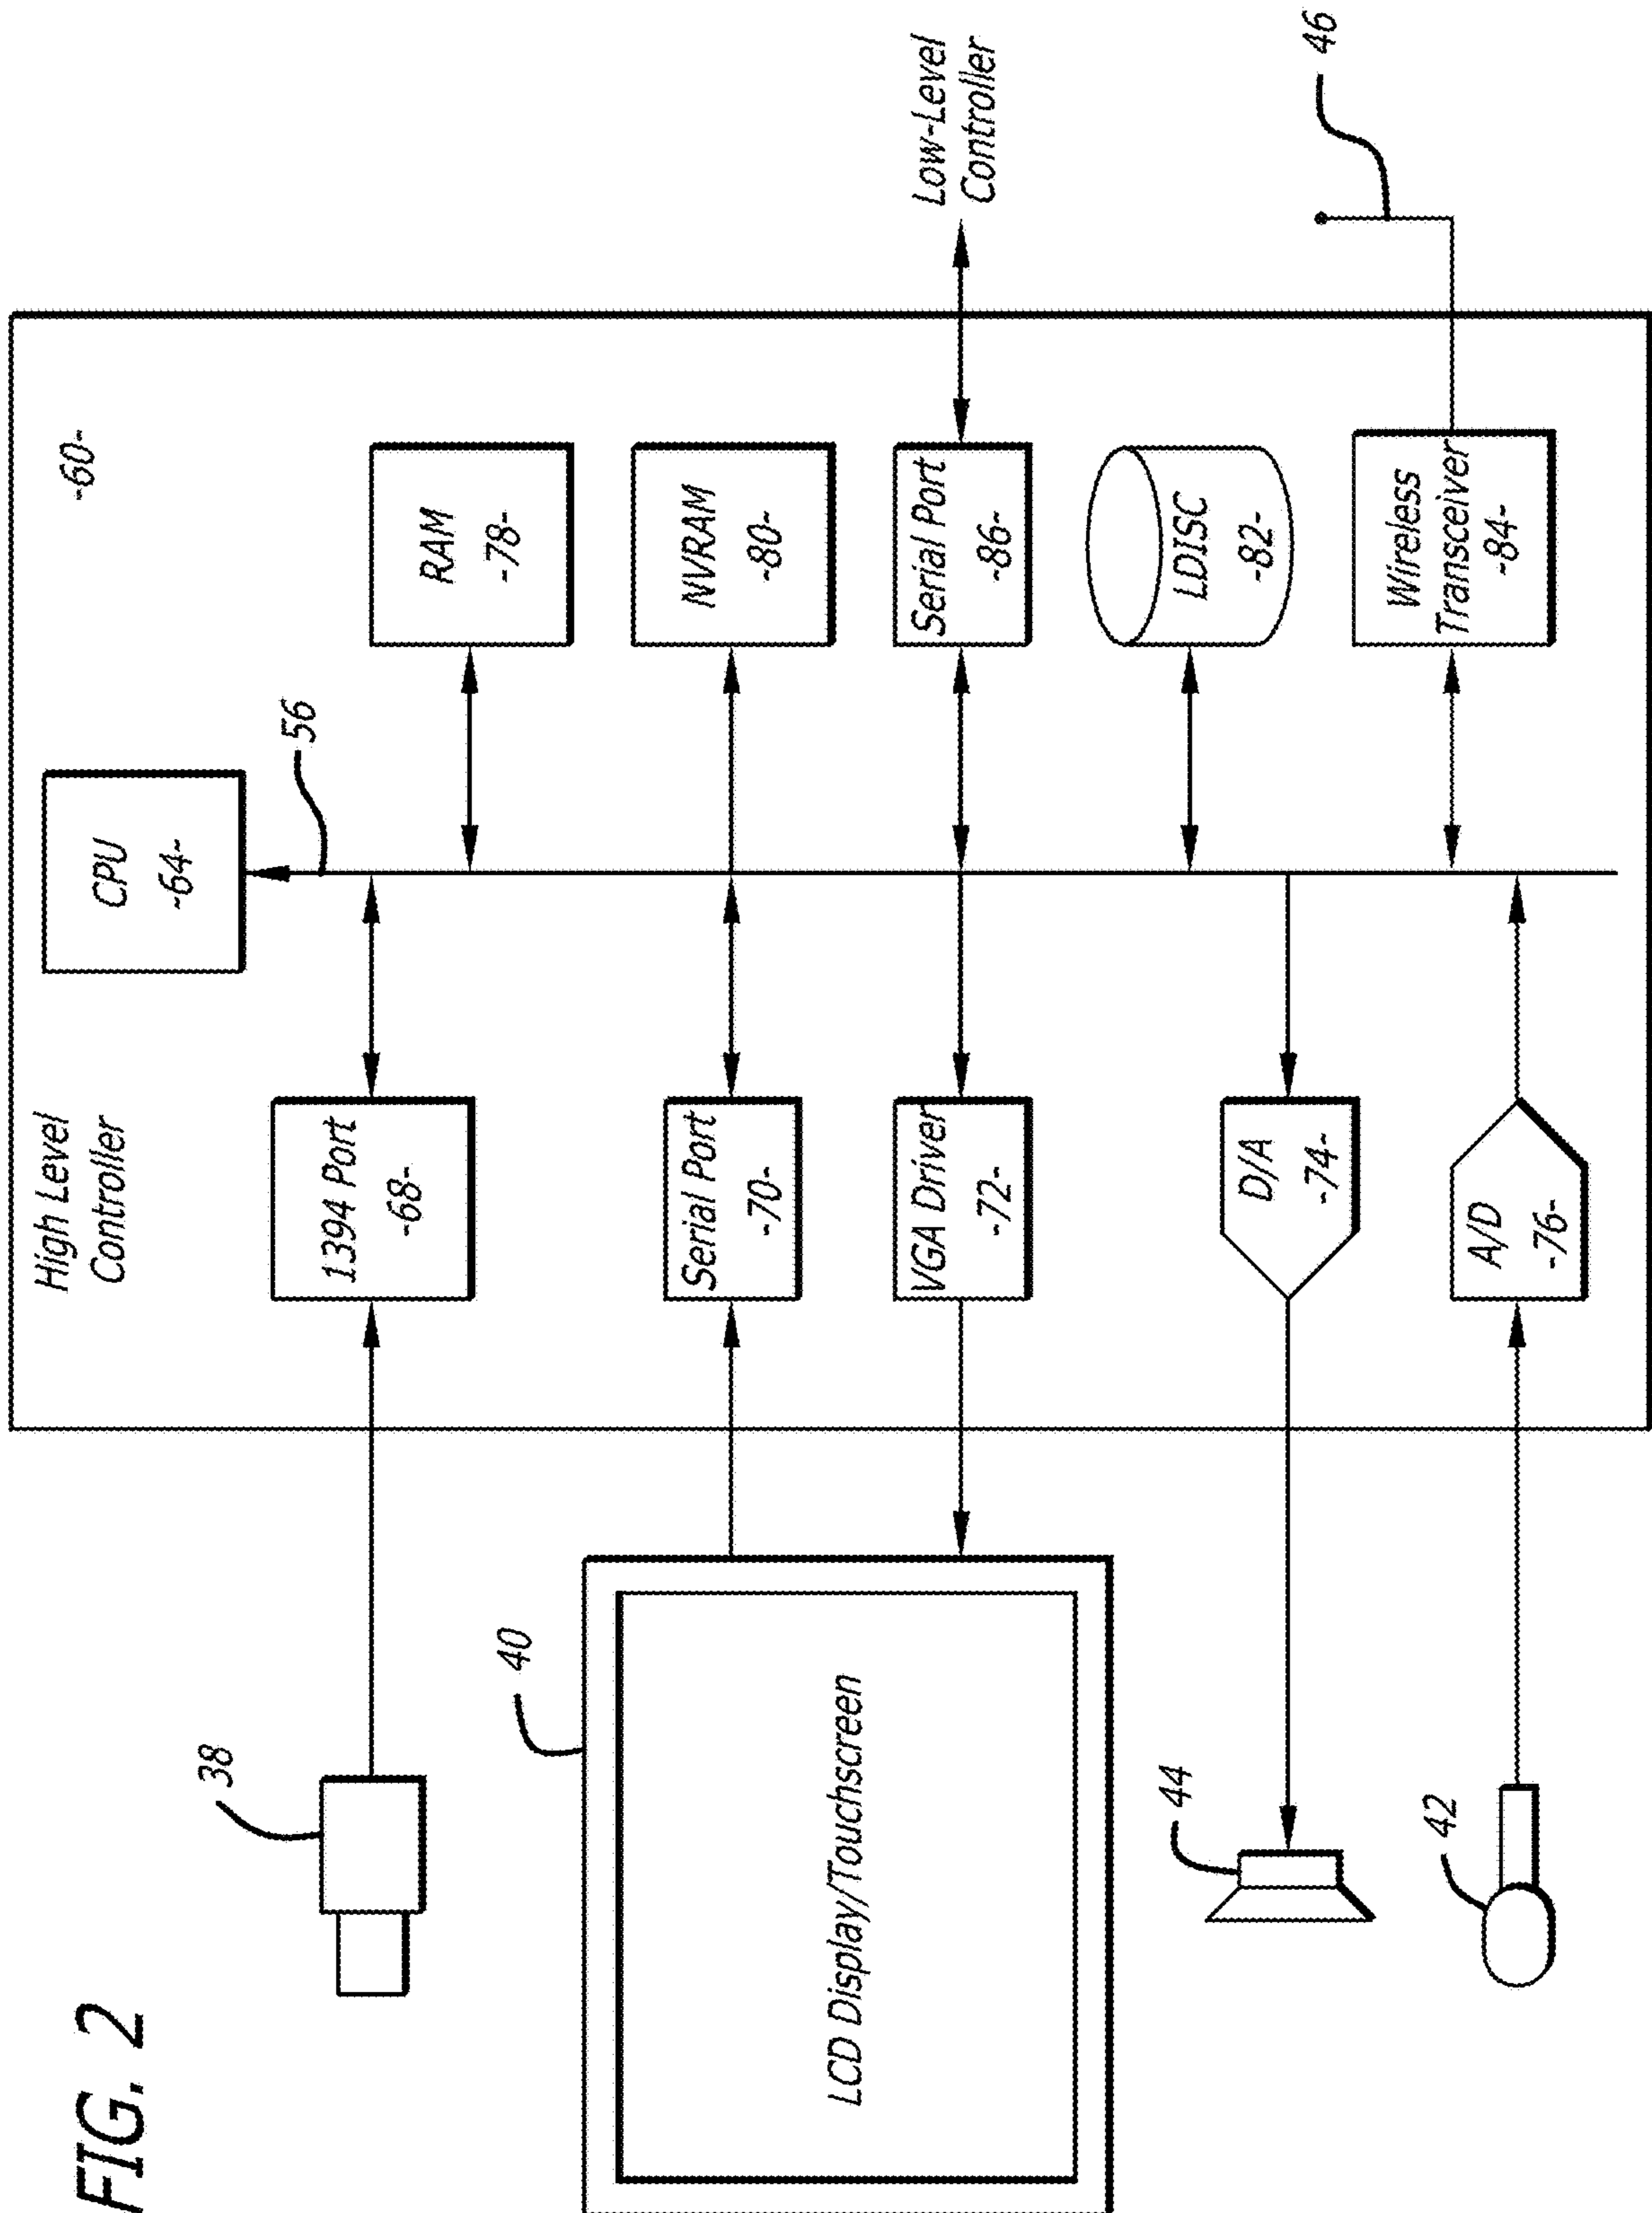 FIG. 2
High Level
Controller
-60-
CPU
-64-
56
38
1394 Port
-68-
RAM
-78-
40
LCD Display/Touchscreen
Serial Port
-70-
NVRAM
-80-
VGA Driver
-72-
Serial Port
-86-
Low-Level
Controller
44
D/A
-74-
LDISC
-82-
42
A/D
-76-
Wireless
Transceiver
-84-
46